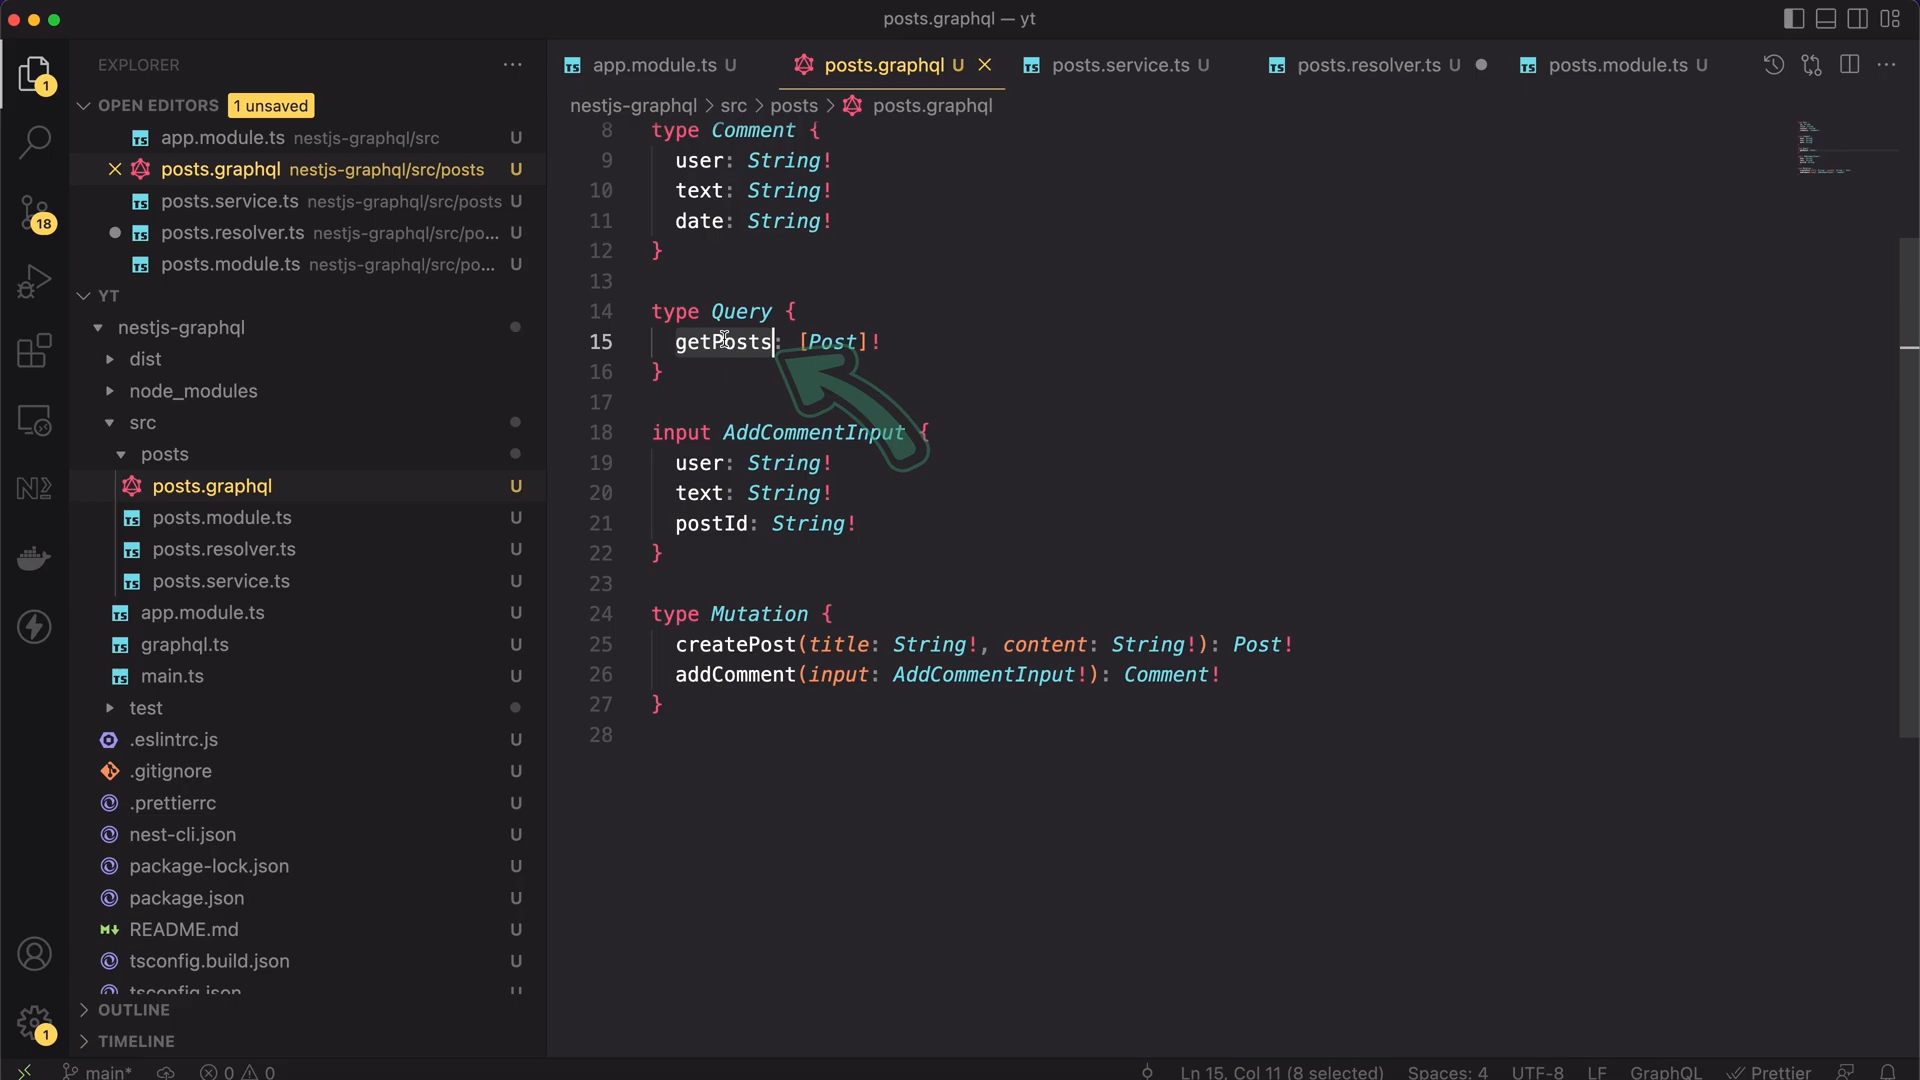 posts.graphql — yt
EXPLORER
OPEN EDITORS 1 unsaved
app.module.ts nestjs-graphql/src U
posts.graphql nestjs-graphql/src/posts U
posts.service.ts nestjs-graphql/src/posts U
posts.resolver.ts nestjs-graphql/src/po... U
posts.module.ts nestjs-graphql/src/po... U
YT
nestjs-graphql
dist
node_modules
src
posts
posts.graphql U
posts.module.ts U
posts.resolver.ts U
posts.service.ts U
app.module.ts U
graphql.ts U
main.ts U
test
.eslintrc.js U
.gitignore U
.prettierrc U
nest-cli.json U
package-lock.json U
package.json U
README.md U
tsconfig.build.json U
tsconfig.json U
OUTLINE
TIMELINE
1
18
1
app.module.ts U
posts.graphql U
posts.service.ts U
posts.resolver.ts U
posts.module.ts U
nestjs-graphql > src > posts > posts.graphql
8 type Comment {
9 user: String!
10 text: String!
11 date: String!
12 }
13
14 type Query {
15 getPosts: [Post]!
16 }
17
18 input AddCommentInput {
19 user: String!
20 text: String!
21 postId: String!
22 }
23
24 type Mutation {
25 createPost(title: String!, content: String!): Post!
26 addComment(input: AddCommentInput!): Comment!
27 }
28
main* 0 0
Ln 15, Col 11 (8 selected) Spaces: 4 UTF-8 LF GraphQL Prettier